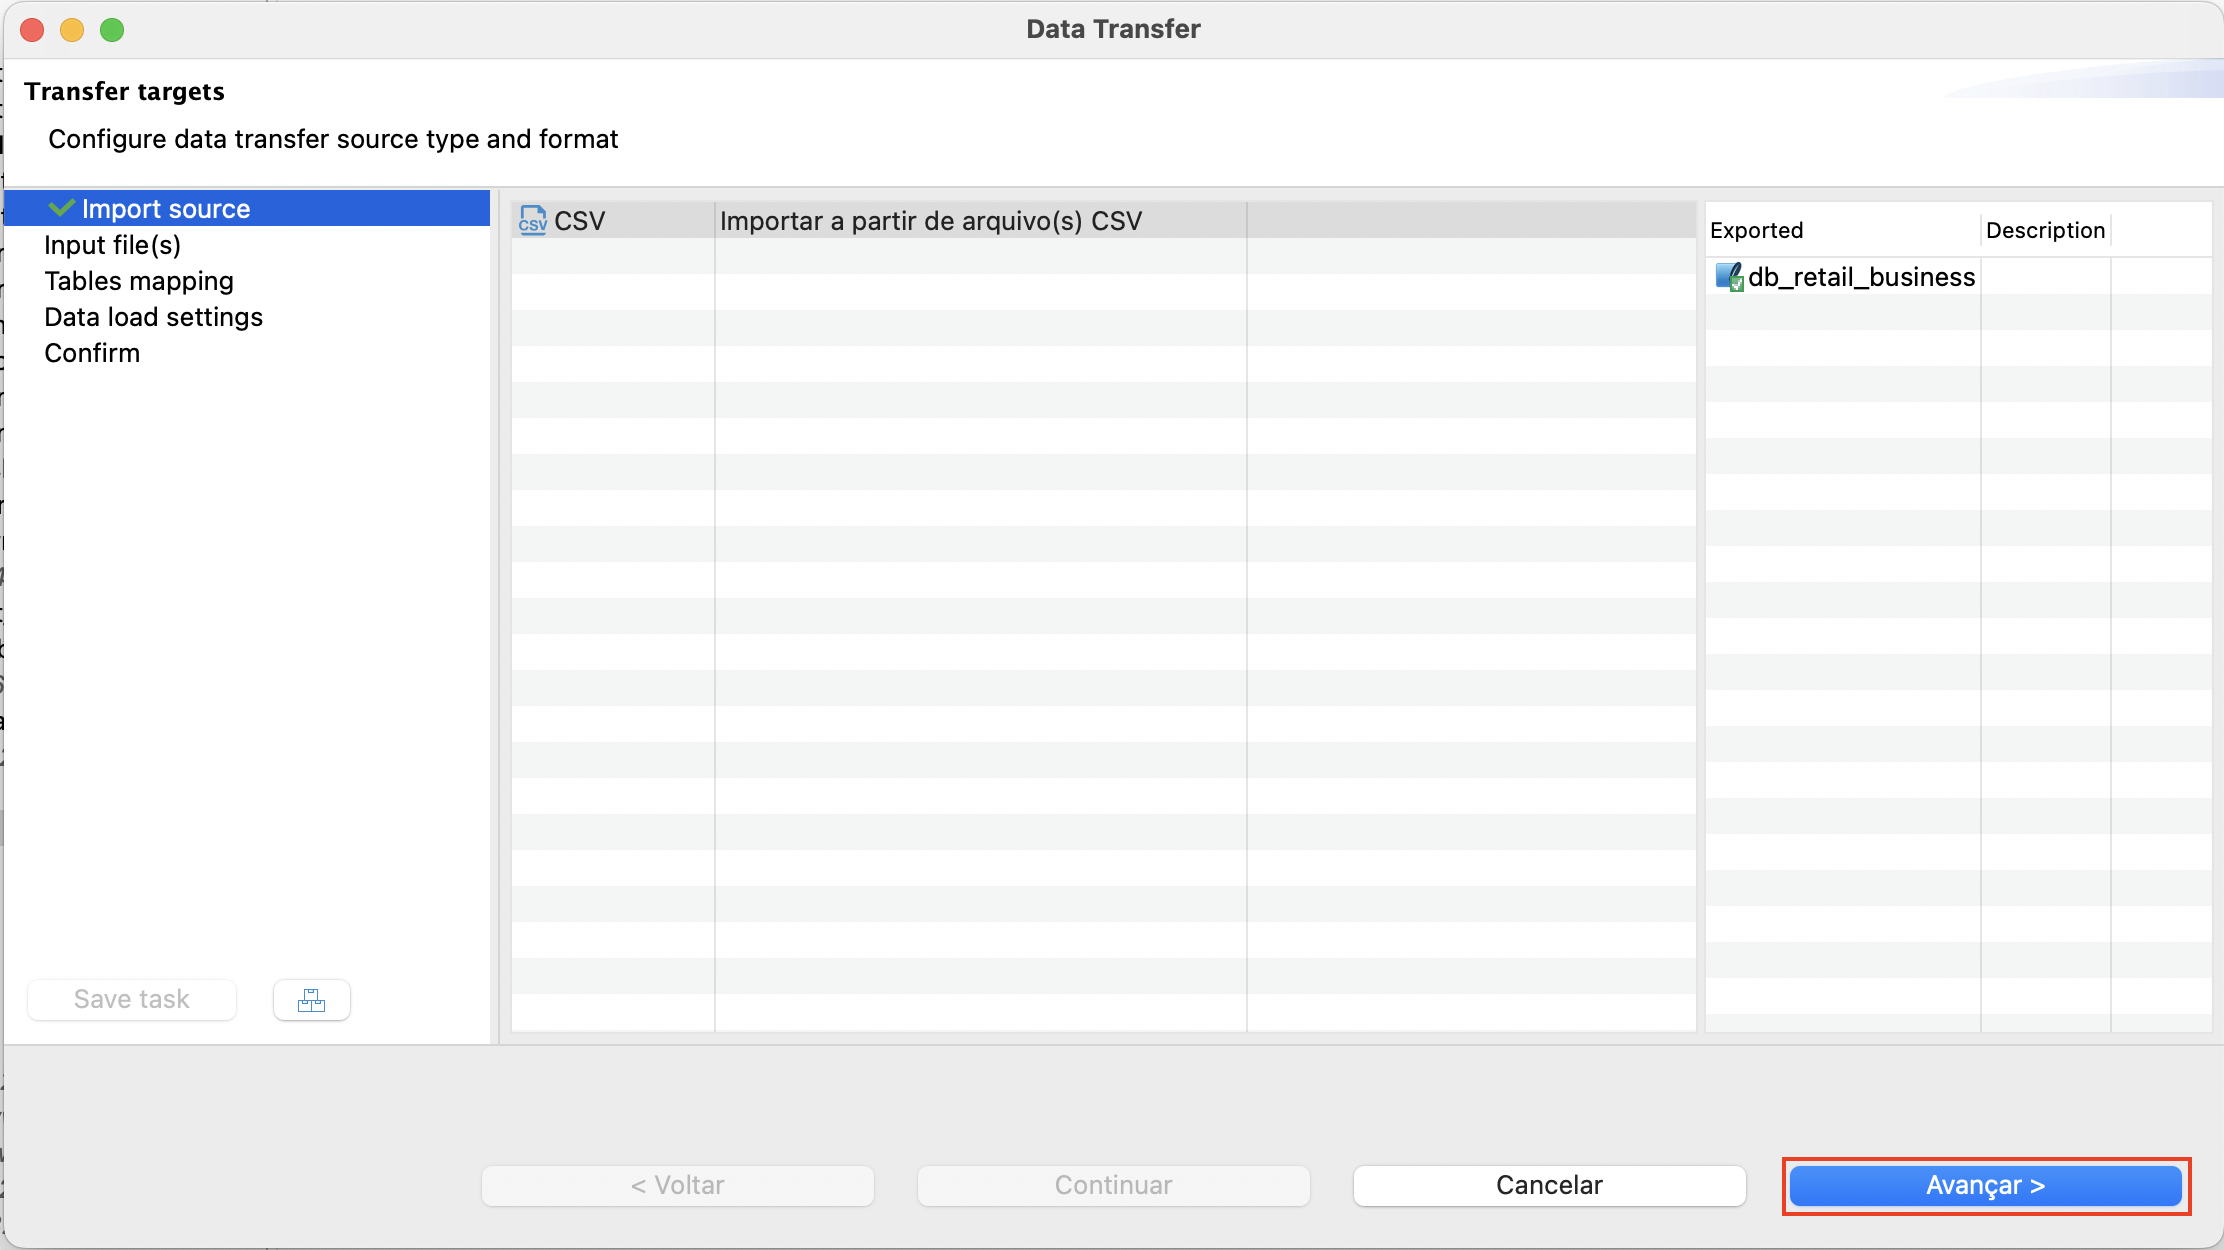 Data Transfer
Transfer targets
Configure data transfer source type and format
Import source
Input file(s)
Tables mapping
Data load settings
Confirm
Save task
CSV CSV Importar a partir de arquivo(s) CSV
Exported Description
db_retail_business
< Voltar Continuar Cancelar Avançar >